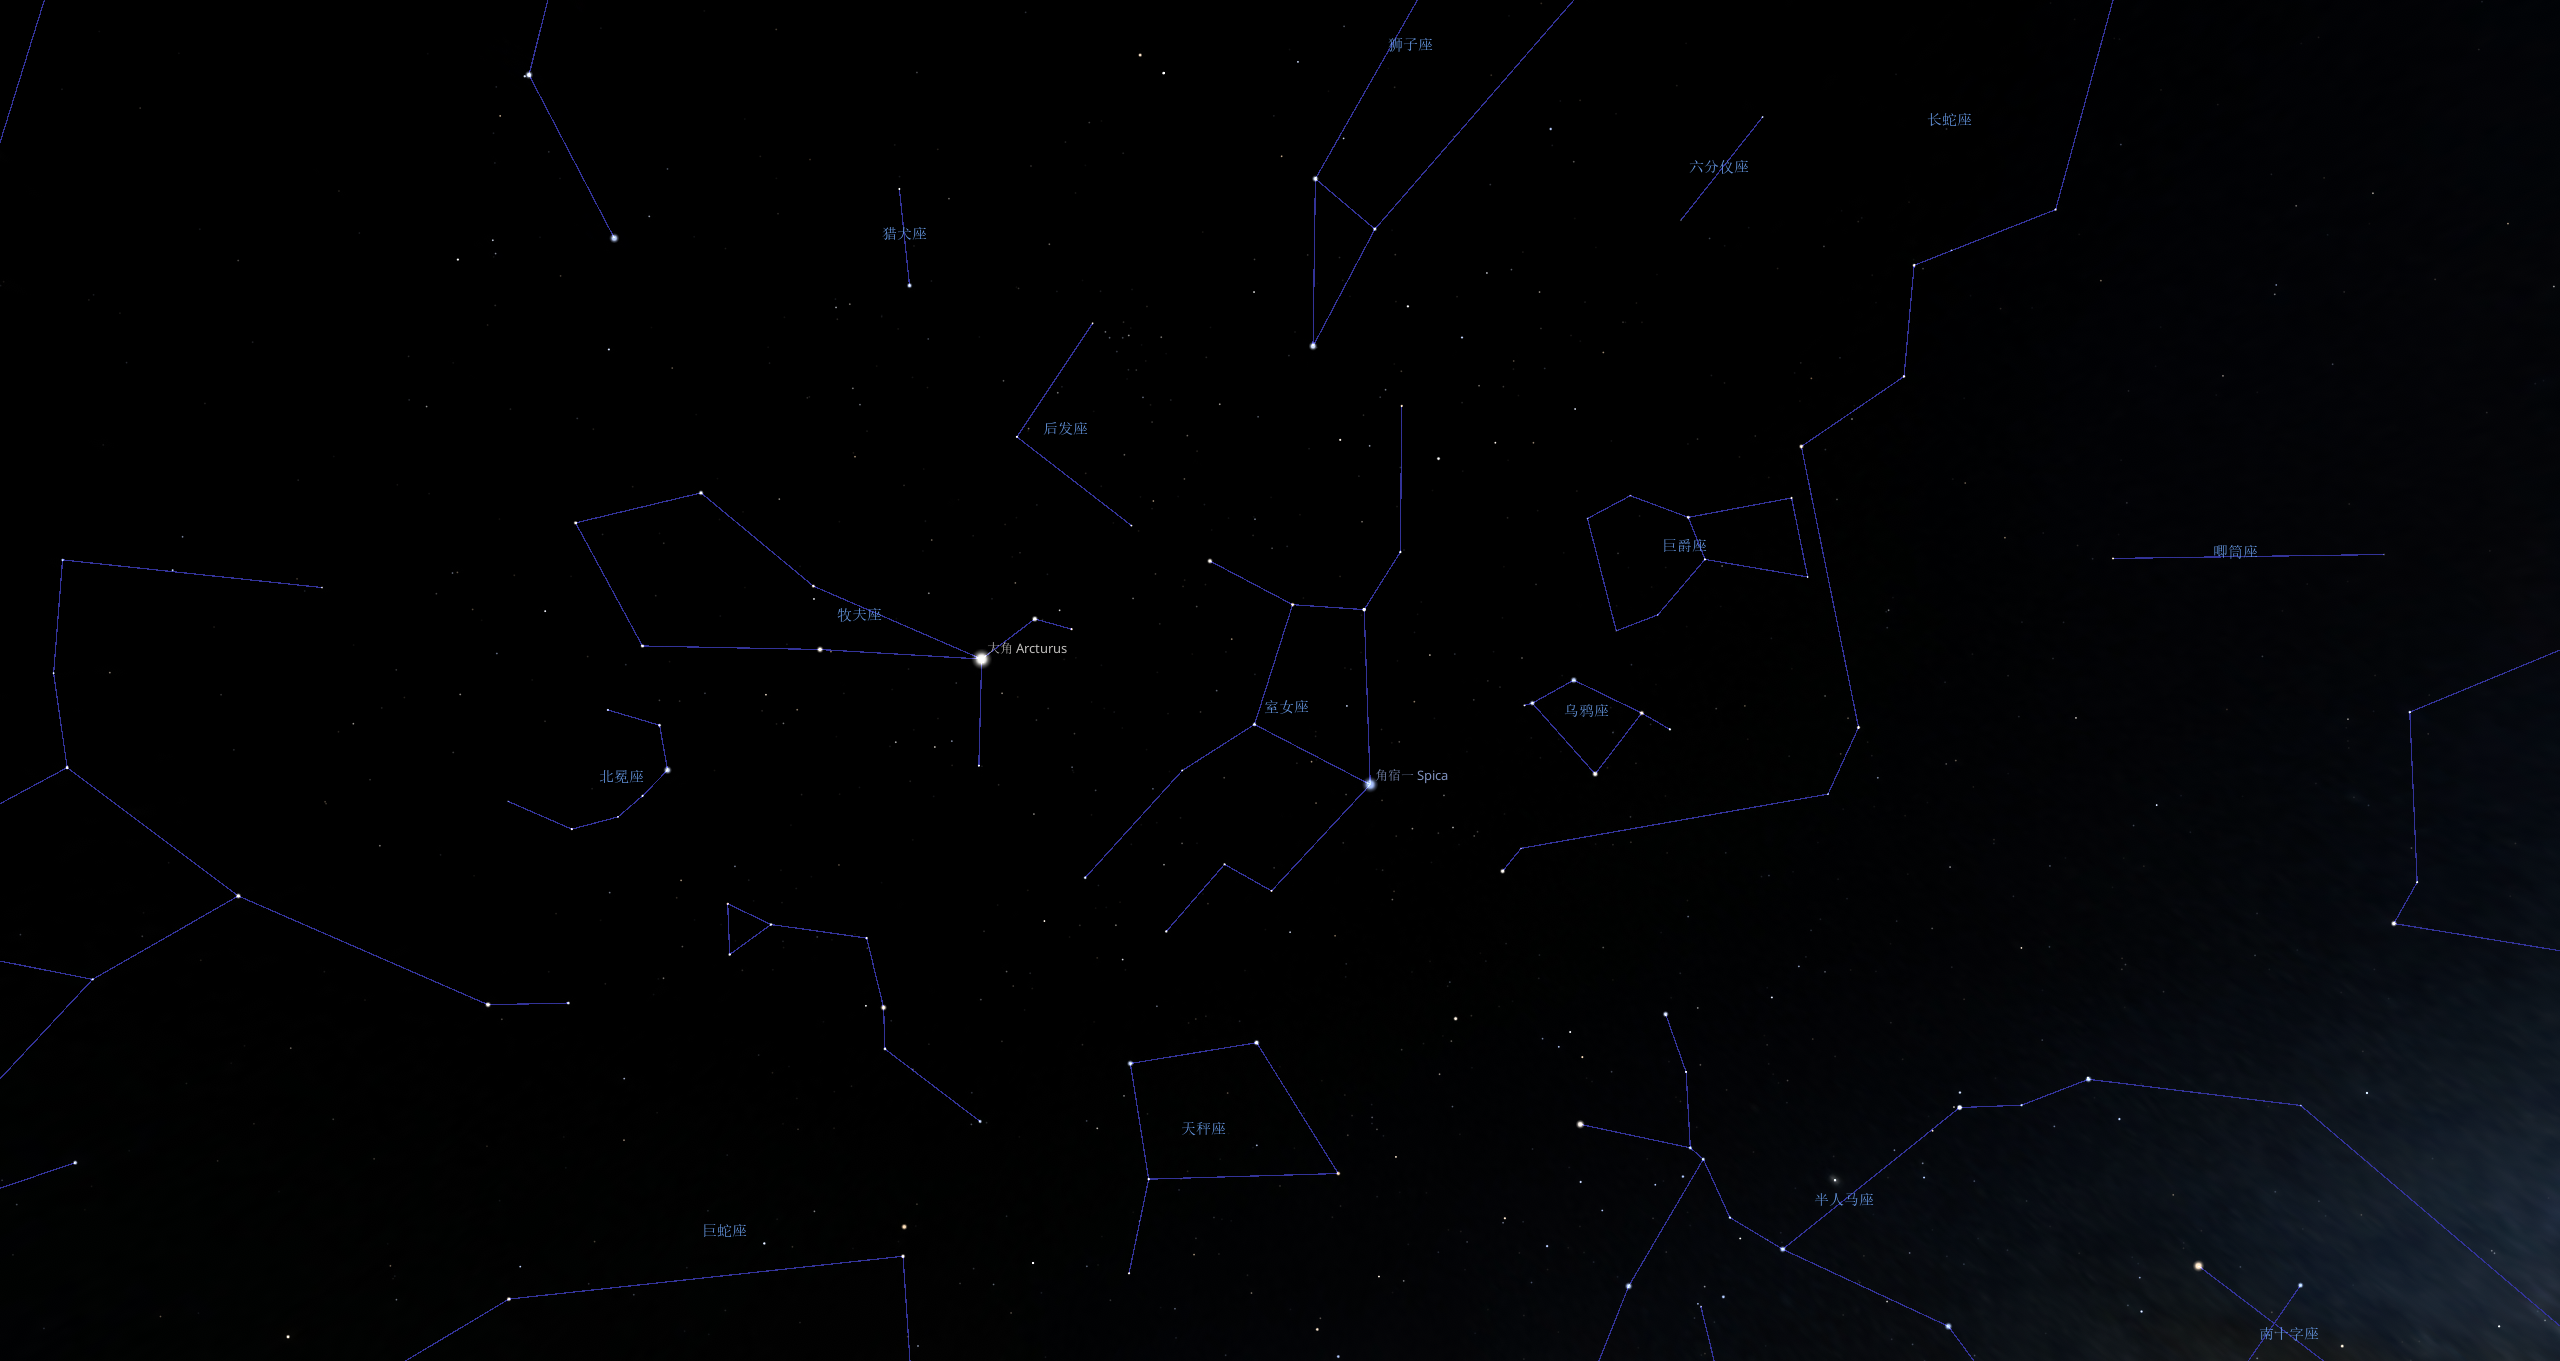 狮子座
长蛇座
六分仪座
猎犬座
后发座
巨爵座
唧筒座
牧夫座
大角 Arcturus
室女座
乌鸦座
北冕座
角宿一 Spica
天秤座
半人马座
巨蛇座
南十字座